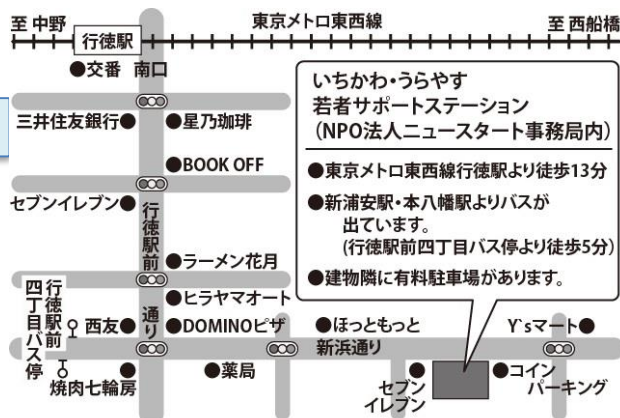 至 中野
東京メトロ東西線
至 西船橋
行徳駅
●交番 南口
三井住友銀行●
●星乃珈琲
●BOOK OFF
セブンイレブン●
行徳駅前通り
●ラーメン花月
●ヒラヤマオート
西友●
●DOMINOピザ
行徳駅前
四丁目バス停
焼肉七輪房
●薬局
●ほっともっと
新浜通り
Y`sマート●
セブン
イレブン
●コイン
パーキング
いちかわ・うらやす
若者サポートステーション
(NPO法人ニュースタート事務局内)
●東京メトロ東西線行徳駅より徒歩13分
●新浦安駅・本八幡駅よりバスが
出ています。
(行徳駅前四丁目バス停より徒歩5分)
●建物隣に有料駐車場があります。